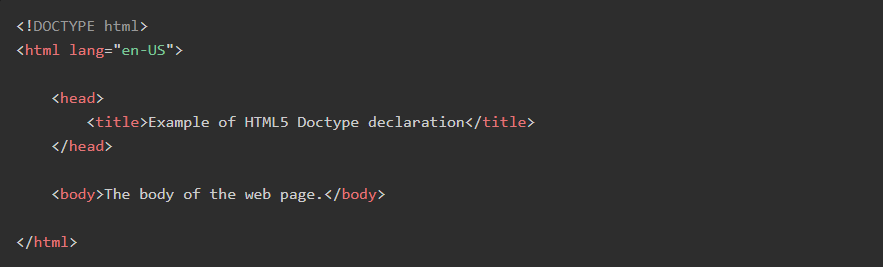 <!DOCTYPE html>
<html lang="en-US">
<head>
<title>Example of HTML5 Doctype declaration</title>
</head>
<body>The body of the web page.</body>
</html>